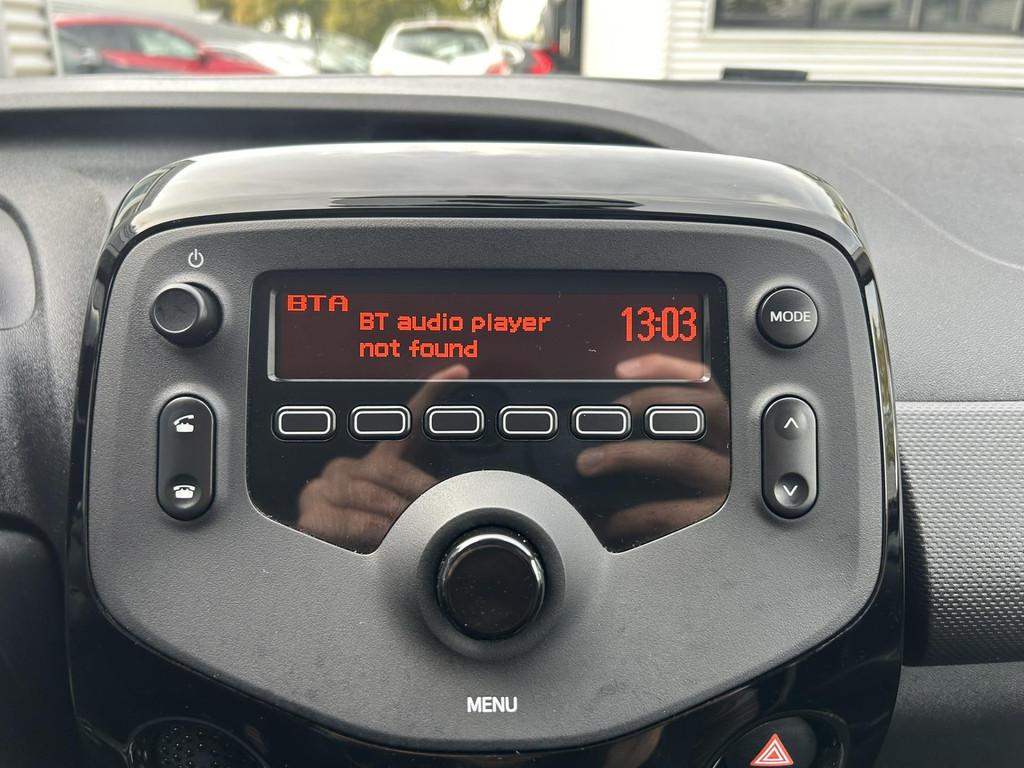 BTA
BT audio player
not found
13:03
MODE
MENU